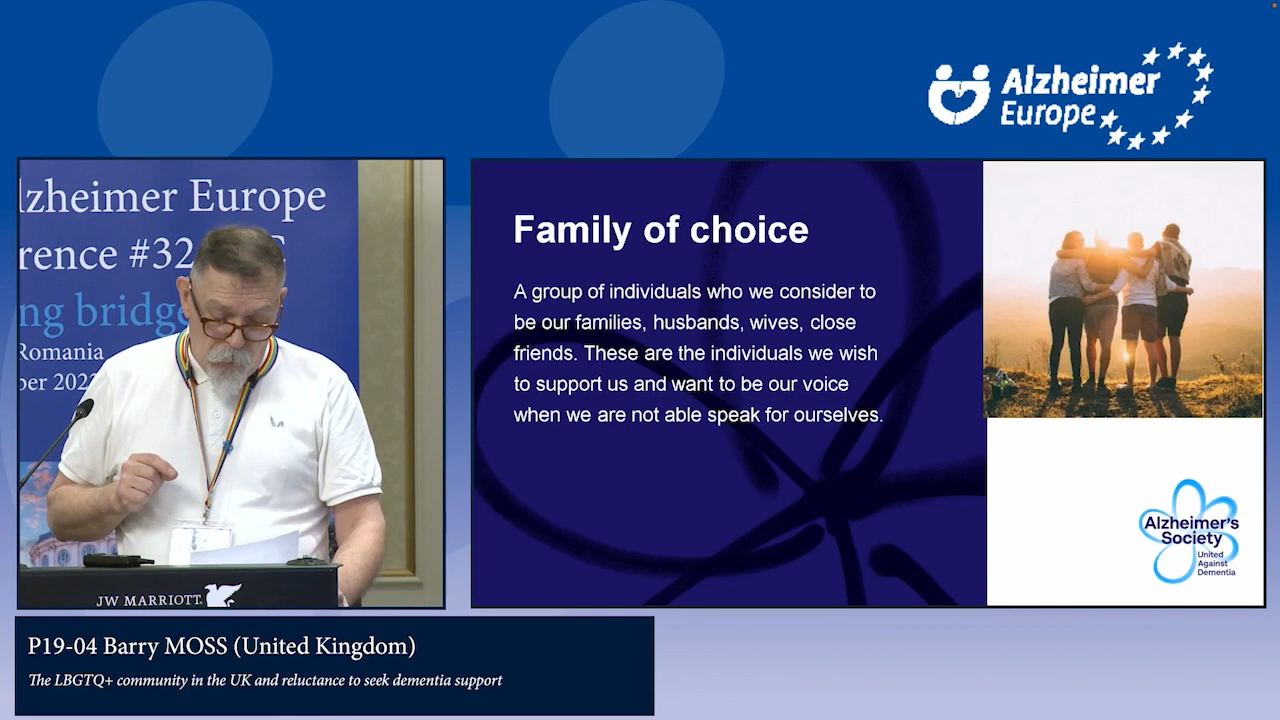 Alzheimer
Europe
lzheimer Europe
rence #32
ng bridge
Romania
ber 2022
JW MARRIOTT
Family of choice
A group of individuals who we consider to
be our families, husbands, wives, close
friends. These are the individuals we wish
to support us and want to be our voice
when we are not able speak for ourselves.
Alzheimer's
Society
United
Against
Dementia
P19-04 Barry MOSS (United Kingdom)
The LBGTQ+ community in the UK and reluctance to seek dementia support